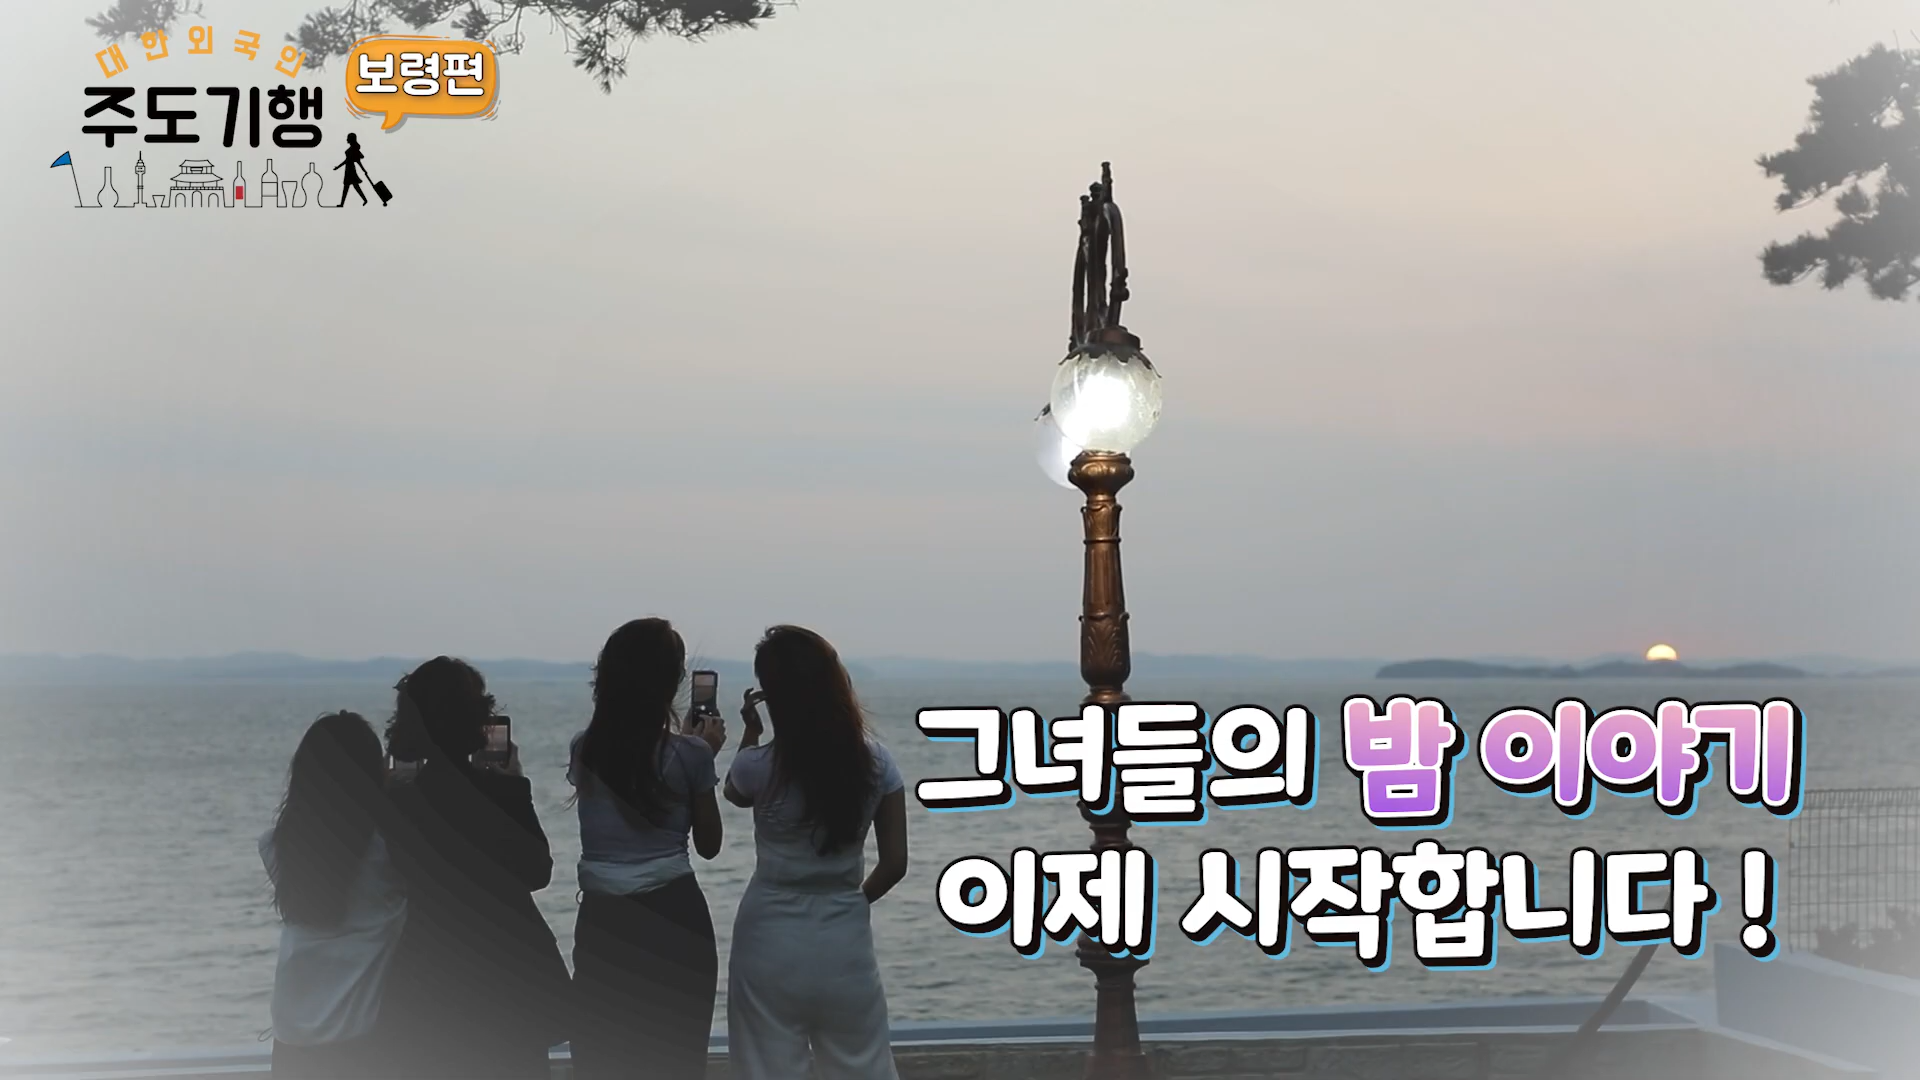 대한외국인
주도기행
보령편
그녀들의 밤 이야기
이제 시작합니다 !